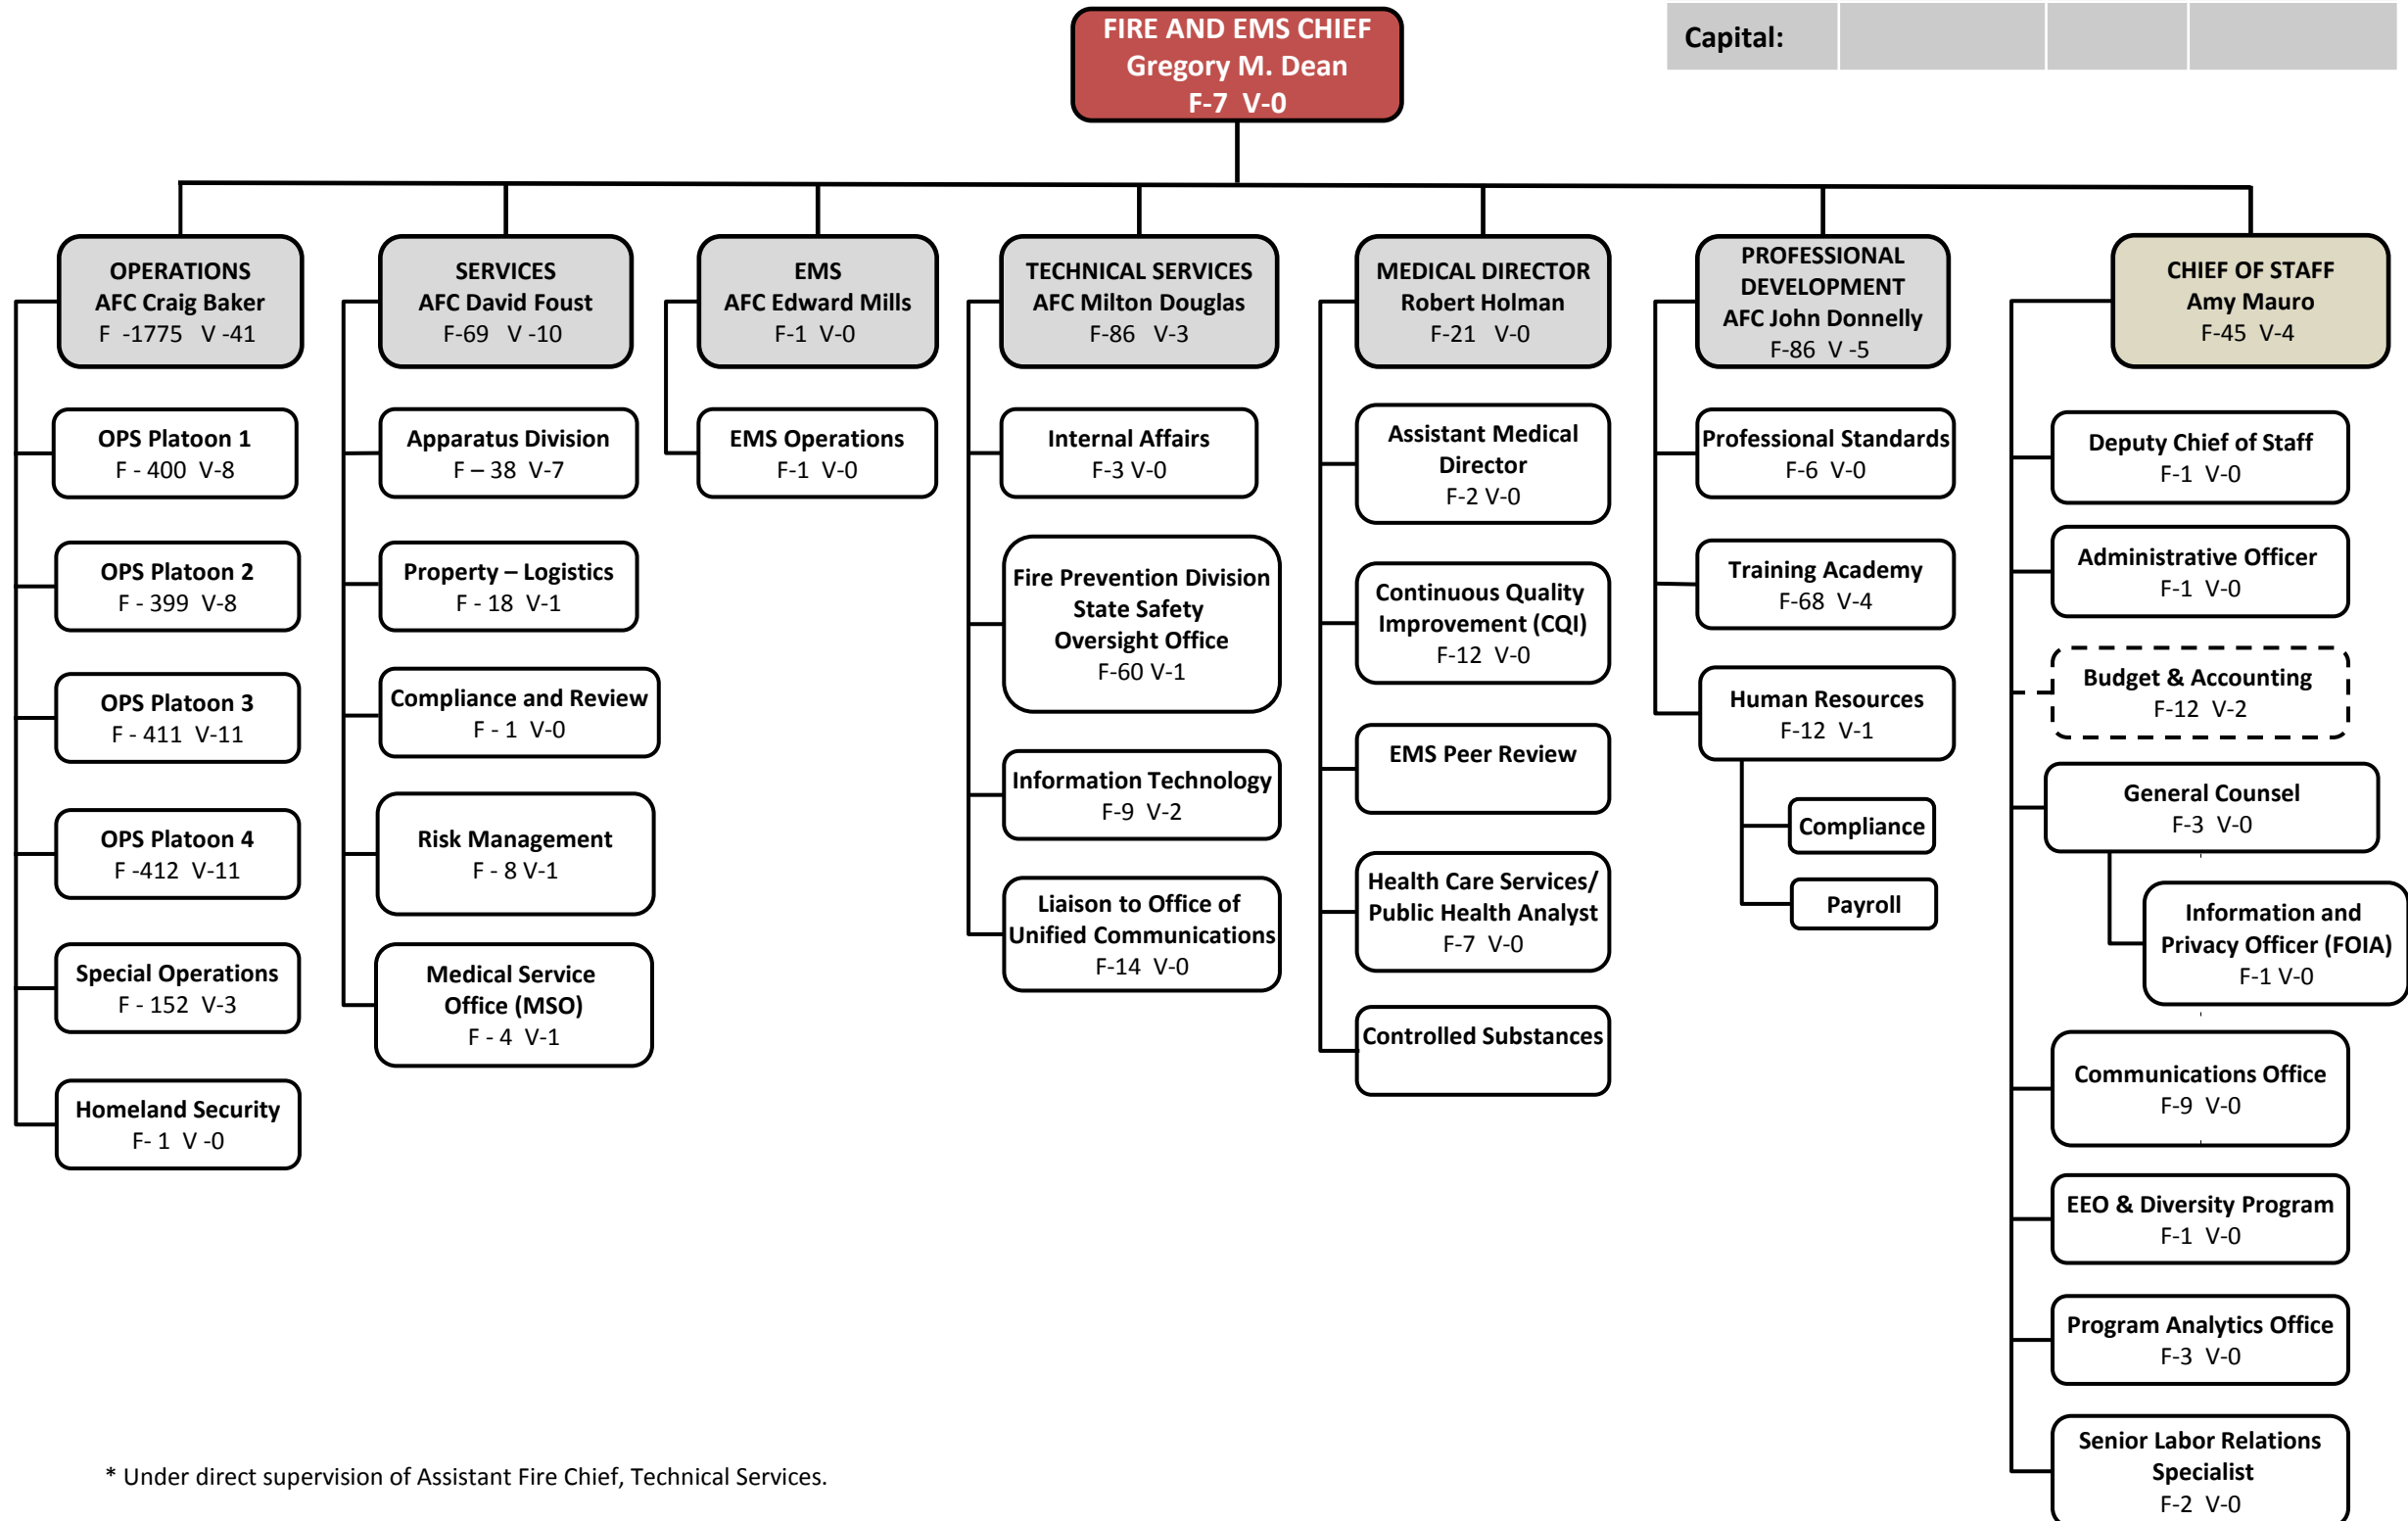 FIRE AND EMS CHIEF
Gregory M. Dean
F-7 V-0
Capital:
OPERATIONS
AFC Craig Baker
F -1775 V -41
OPS Platoon 1
F - 400 V-8
OPS Platoon 2
F - 399 V-8
OPS Platoon 3
F - 411 V-11
OPS Platoon 4
F -412 V-11
Special Operations
F - 152 V-3
Homeland Security
F- 1 V -0
SERVICES
AFC David Foust
F-69 V -10
Apparatus Division
F – 38 V-7
Property – Logistics
F - 18 V-1
Compliance and Review
F - 1 V-0
Risk Management
F - 8 V-1
Medical Service
Office (MSO)
F - 4 V-1
EMS
AFC Edward Mills
F-1 V-0
EMS Operations
F-1 V-0
TECHNICAL SERVICES
AFC Milton Douglas
F-86 V-3
Internal Affairs
F-3 V-0
Fire Prevention Division
State Safety
Oversight Office
F-60 V-1
Information Technology
F-9 V-2
Liaison to Office of
Unified Communications
F-14 V-0
MEDICAL DIRECTOR
Robert Holman
F-21 V-0
Assistant Medical
Director
F-2 V-0
Continuous Quality
Improvement (CQI)
F-12 V-0
EMS Peer Review
Health Care Services/
Public Health Analyst
F-7 V-0
Controlled Substances
PROFESSIONAL
DEVELOPMENT
AFC John Donnelly
F-86 V -5
Professional Standards
F-6 V-0
Training Academy
F-68 V-4
Human Resources
F-12 V-1
Compliance
Payroll
CHIEF OF STAFF
Amy Mauro
F-45 V-4
Deputy Chief of Staff
F-1 V-0
Administrative Officer
F-1 V-0
Budget & Accounting
F-12 V-2
General Counsel
F-3 V-0
Information and
Privacy Officer (FOIA)
F-1 V-0
Communications Office
F-9 V-0
EEO & Diversity Program
F-1 V-0
Program Analytics Office
F-3 V-0
Senior Labor Relations
Specialist
F-2 V-0
* Under direct supervision of Assistant Fire Chief, Technical Services.